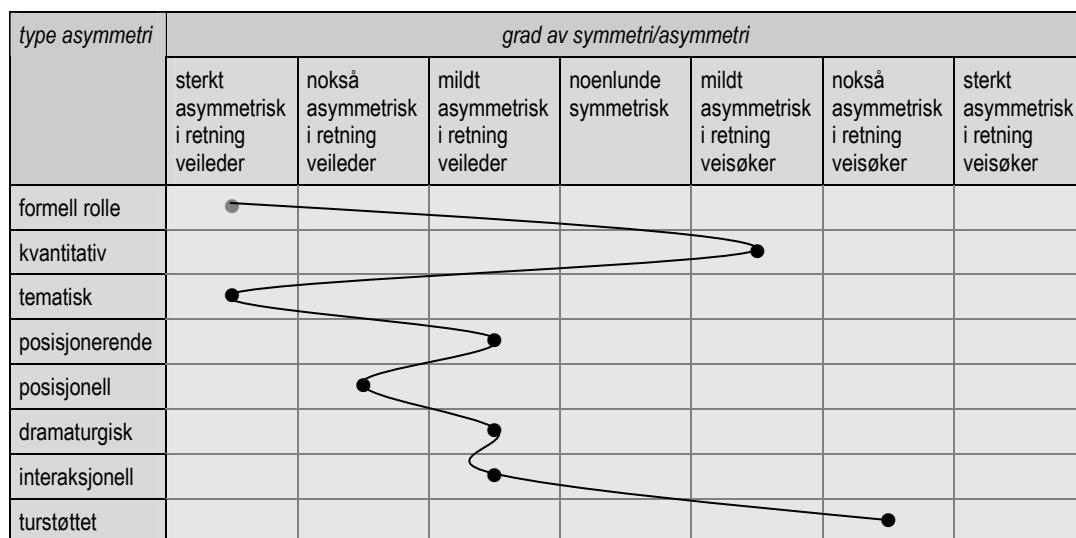 type asymmetri
grad av symmetri/asymmetri
sterkt
asymmetrisk
i retning
veileder
nokså
asymmetrisk
i retning
veileder
mildt
asymmetrisk
i retning
veileder
noenlunde
symmetrisk
mildt
asymmetrisk
i retning
veisøker
nokså
asymmetrisk
i retning
veisøker
sterkt
asymmetrisk
i retning
veisøker
formell rolle
kvantitativ
tematisk
posisjonerende
posisjonell
dramaturgisk
interaksjonell
turstøttet